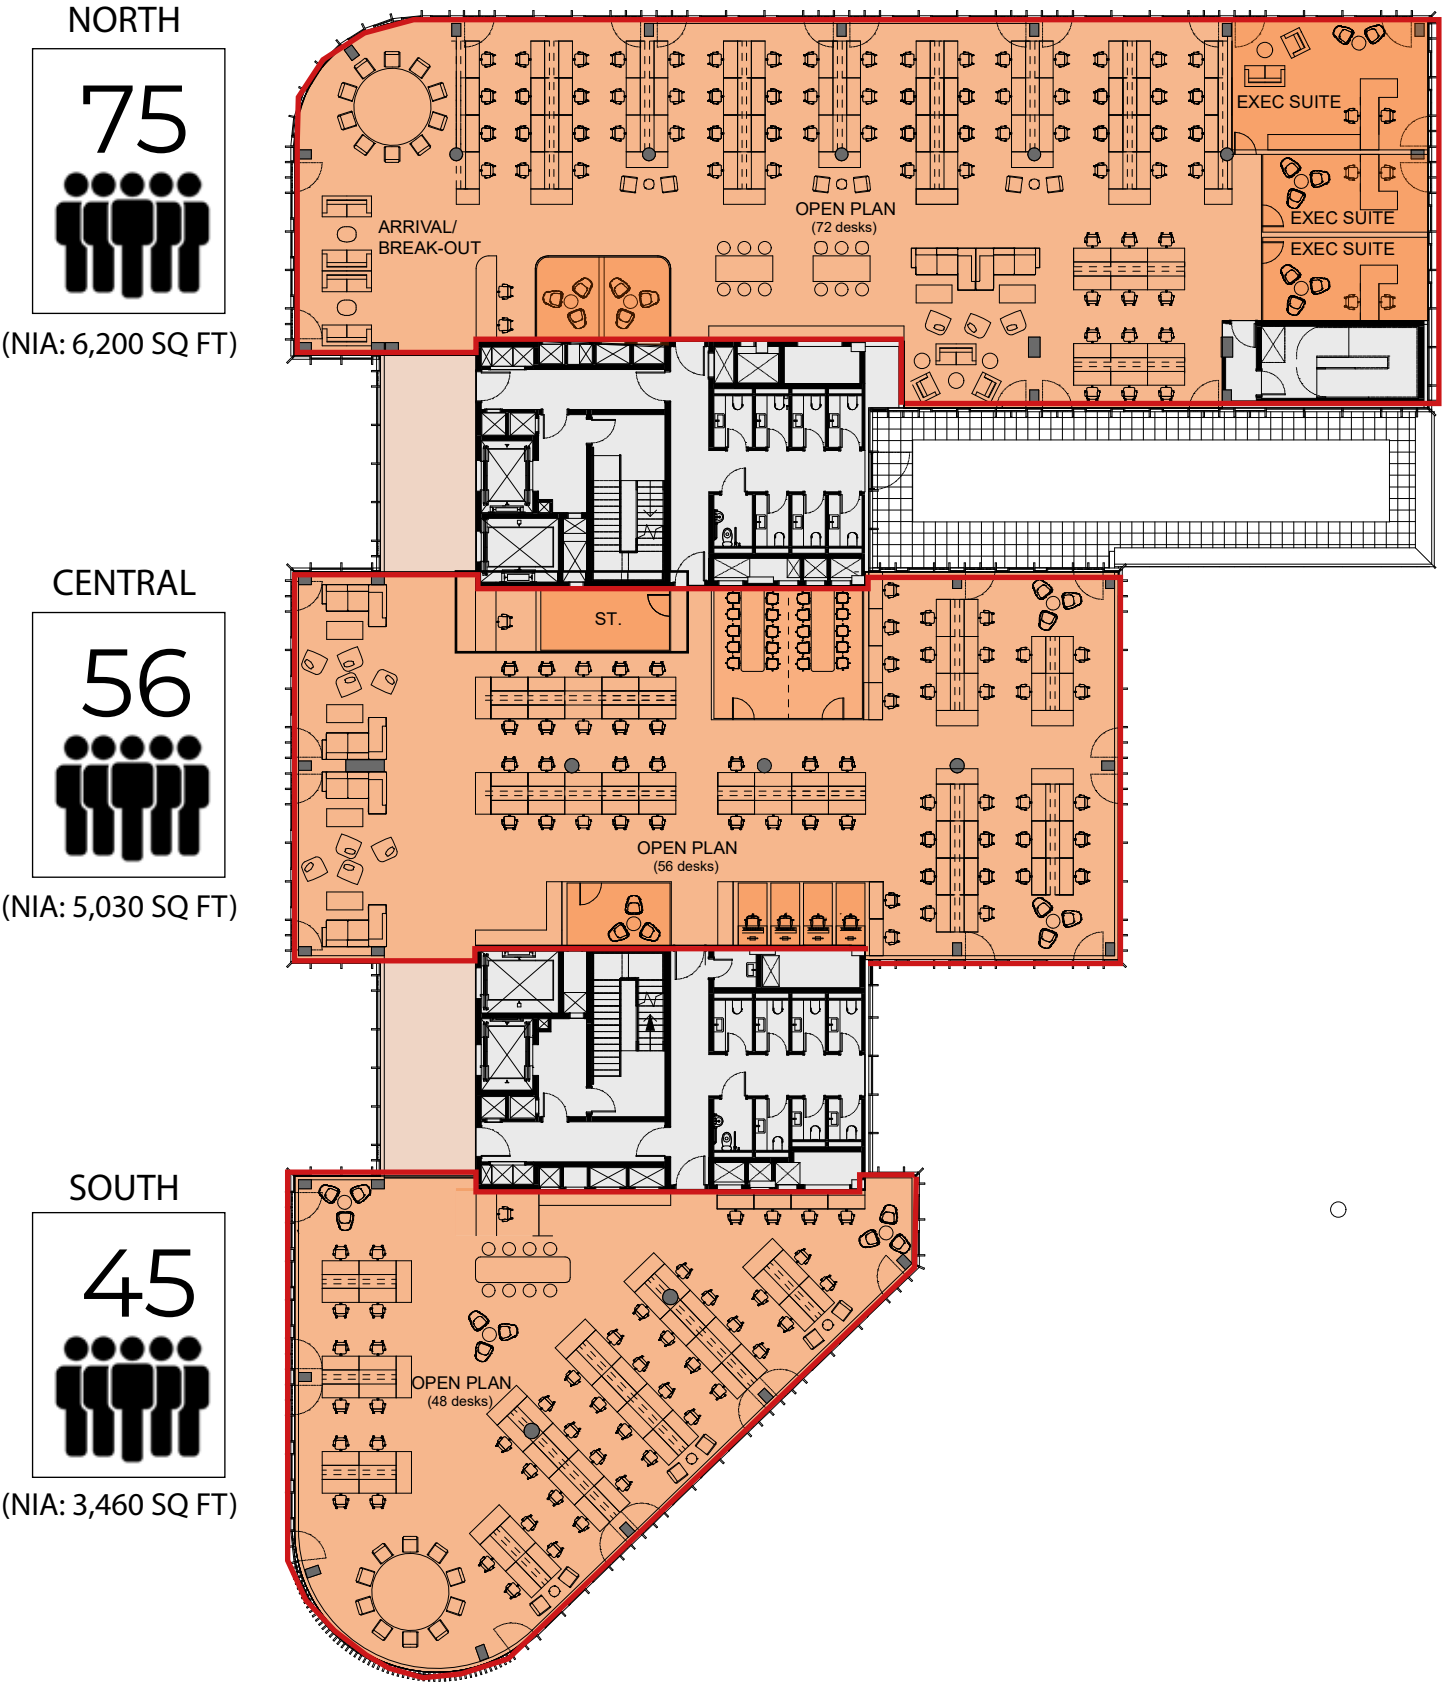 NORTH
75
(NIA: 6,200 SQ FT)
EXEC SUITE
EXEC SUITE
EXEC SUITE
OPEN PLAN
(72 desks)
ARRIVAL/
BREAK-OUT
CENTRAL
56
(NIA: 5,030 SQ FT)
ST.
OPEN PLAN
(56 desks)
SOUTH
45
(NIA: 3,460 SQ FT)
OPEN PLAN
(48 desks)